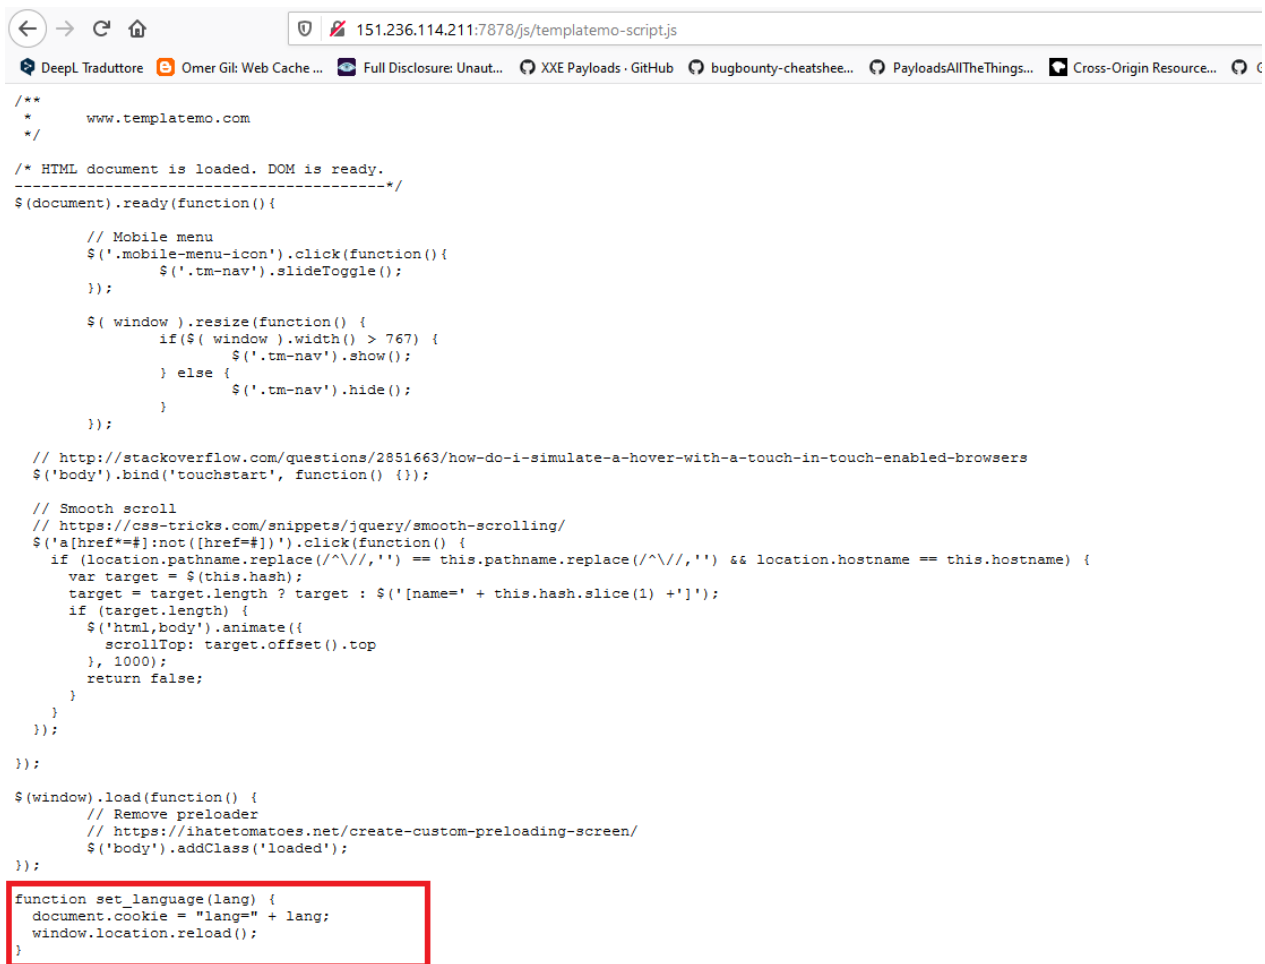 151.236.114.211:7878/js/templatemo-script.js
DeepL Traduttore Omer Gil: Web Cache ... Full Disclosure: Unaut... XXE Payloads · GitHub bugbounty-cheatshee... PayloadsAllTheThings... Cross-Origin Resource... G
/**
 *      www.templatemo.com
 */
/* HTML document is loaded. DOM is ready.
-----------------------------------------*/
$(document).ready(function(){
        // Mobile menu
        $('.mobile-menu-icon').click(function(){
                $('.tm-nav').slideToggle();
        });
        $( window ).resize(function() {
                if($( window ).width() > 767) {
                        $('.tm-nav').show();
                } else {
                        $('.tm-nav').hide();
                }
        });
  // http://stackoverflow.com/questions/2851663/how-do-i-simulate-a-hover-with-a-touch-in-touch-enabled-browsers
  $('body').bind('touchstart', function() {});
  // Smooth scroll
  // https://css-tricks.com/snippets/jquery/smooth-scrolling/
  $('a[href*=#]:not([href=#])').click(function() {
    if (location.pathname.replace(/^\//,'') == this.pathname.replace(/^\//,'') && location.hostname == this.hostname) {
      var target = $(this.hash);
      target = target.length ? target : $('[name=' + this.hash.slice(1) +']');
      if (target.length) {
        $('html,body').animate({
          scrollTop: target.offset().top
        }, 1000);
        return false;
      }
    }
  });
});
$(window).load(function() {
        // Remove preloader
        // https://ihatetomatoes.net/create-custom-preloading-screen/
        $('body').addClass('loaded');
});
function set_language(lang) {
  document.cookie = "lang=" + lang;
  window.location.reload();
}